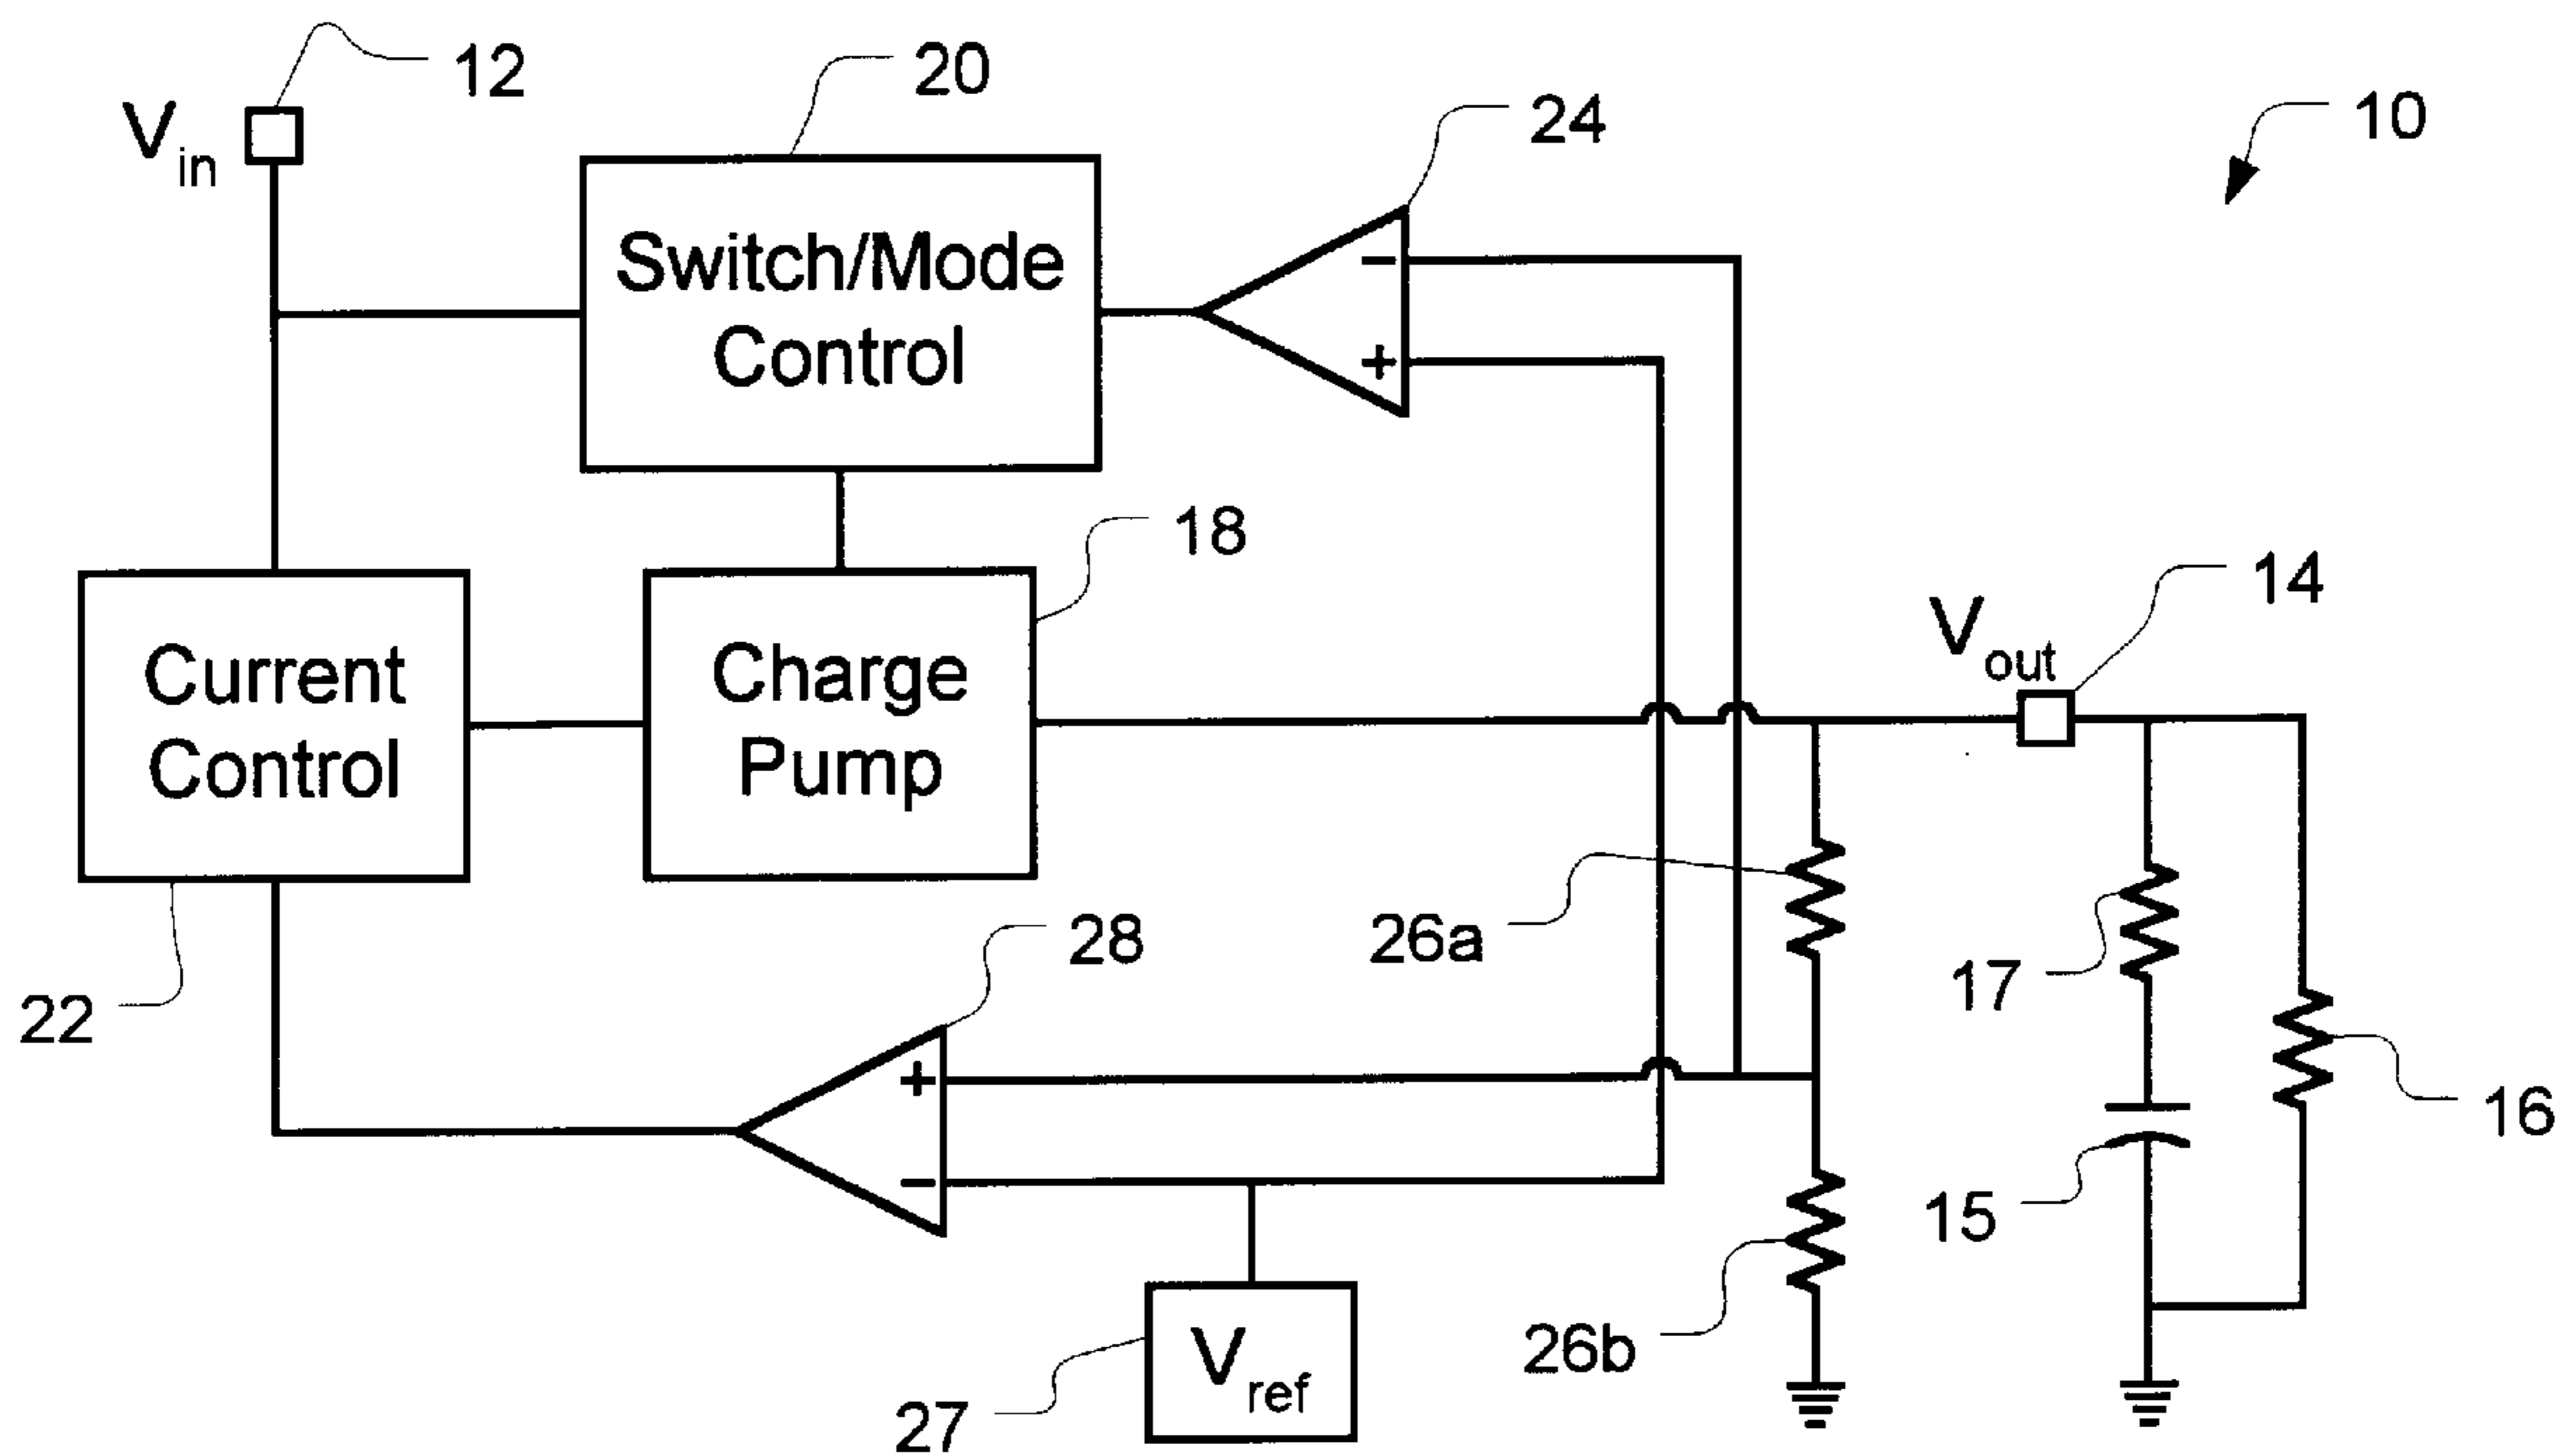 12
20
24
10
Vin
Switch/Mode
Control
−
+
18
14
Vout
Current
Control
Charge
Pump
28
26a
17
22
+
−
16
15
26b
Vref
27